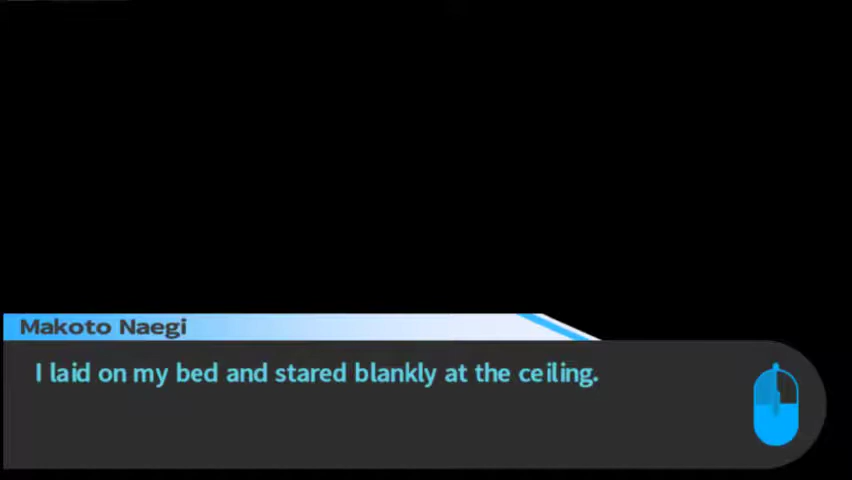 Makoto Naegi
I laid on my bed and stared blankly at the ceiling.